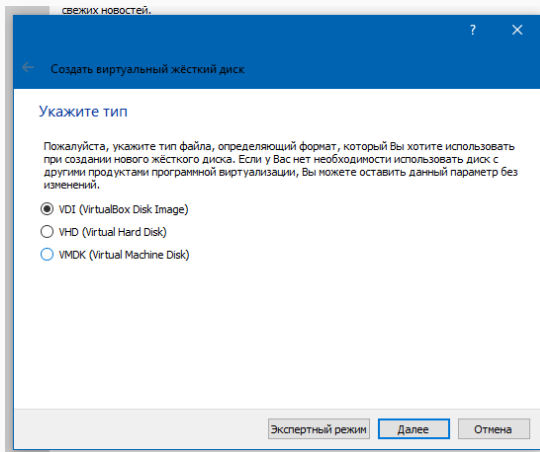 свежих новостей.
?
Создать виртуальный жёсткий диск
Укажите тип
Пожалуйста, укажите тип файла, определяющий формат, который Вы хотите использовать
при создании нового жёсткого диска. Если у Вас нет необходимости использовать диск с
другими продуктами программной виртуализации, Вы можете оставить данный параметр без
изменений.
VDI (VirtualBox Disk Image)
VHD (Virtual Hard Disk)
VMDK (Virtual Machine Disk)
Экспертный режим Далее Отмена